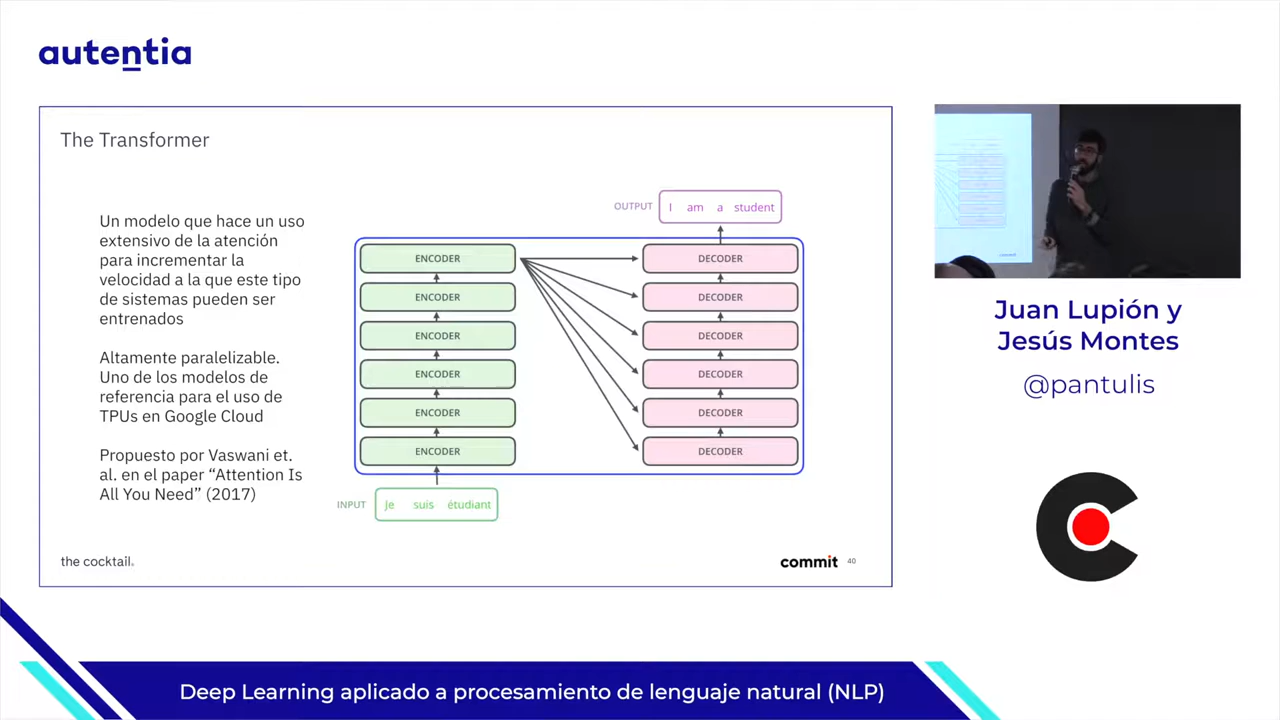 autentia
The Transformer
Un modelo que hace un uso
extensivo de la atención
para incrementar la
velocidad a la que este tipo
de sistemas pueden ser
entrenados
Altamente paralelizable.
Uno de los modelos de
referencia para el uso de
TPUs en Google Cloud
Propuesto por Vaswani et.
al. en el paper “Attention Is
All You Need” (2017)
OUTPUT I am a student
ENCODER DECODER
ENCODER DECODER
ENCODER DECODER
ENCODER DECODER
ENCODER DECODER
ENCODER DECODER
INPUT Je suis étudiant
the cocktail.
commit 40
Juan Lupión y
Jesús Montes
@pantulis
Deep Learning aplicado a procesamiento de lenguaje natural (NLP)